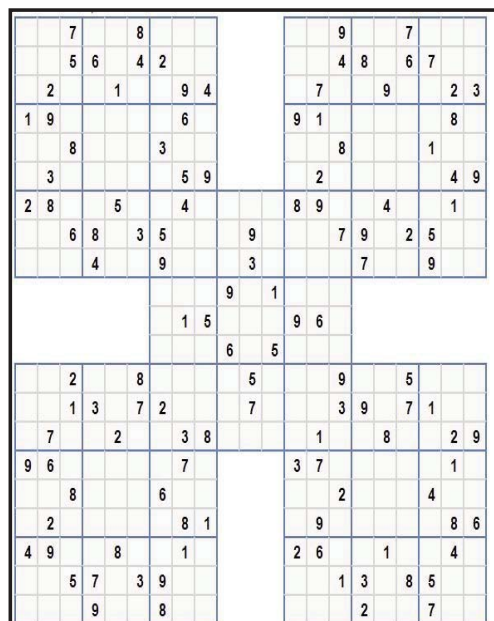 7 8 9 7
5 6 4 2 4 8 6 7
2 1 9 4 7 9 2 3
1 9 6 9 1 8
8 3 8 1
3 5 9 2 4 9
2 8 5 4 8 9 4 1
6 8 3 5 9 7 9 2 5
4 9 3 7 9
9 1
1 5 9 6
6 5
2 8 5 9 5
1 3 7 2 7 3 9 7 1
7 2 3 8 1 8 2 9
9 6 7 3 7 1
8 6 2 4
2 8 1 9 8 6
4 9 8 1 2 6 1 4
5 7 3 9 1 3 8 5
9 8 2 7